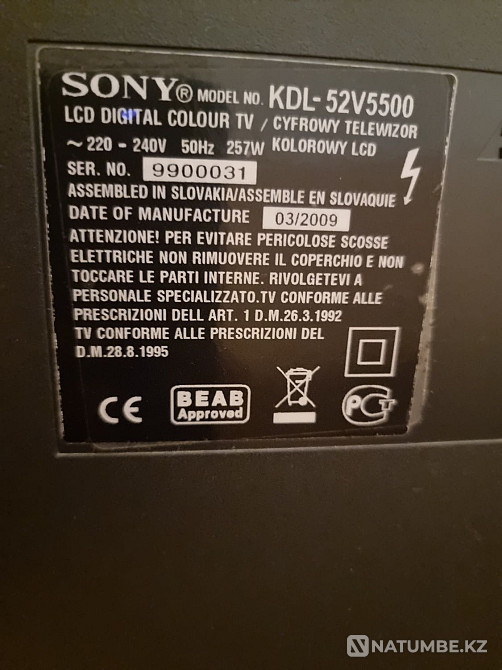 SONY® MODEL NO. KDL-52V5500
LCD DIGITAL COLOUR TV / CYFROWY TELEWIZOR
~ 220 - 240V 50Hz 257W KOLOROWY LCD
SER. NO. 9900031
ASSEMBLED IN SLOVAKIA/ASSEMBLE EN SLOVAQUIE
DATE OF MANUFACTURE 03/2009
ATTENZIONE! PER EVITARE PERICOLOSE SCOSSE
ELETTRICHE NON RIMUOVERE IL COPERCHIO E NON
TOCCARE LE PARTI INTERNE. RIVOLGETEVI A
PERSONALE SPECIALIZZATO.TV CONFORME ALLE
PRESCRIZIONI DELL ART. 1 D.M.26.3.1992
TV CONFORME ALLE PRESCRIZIONI DEL
D.M.28.8.1995
CE
BEAB
Approved
PCT
NATUMBE.KZ